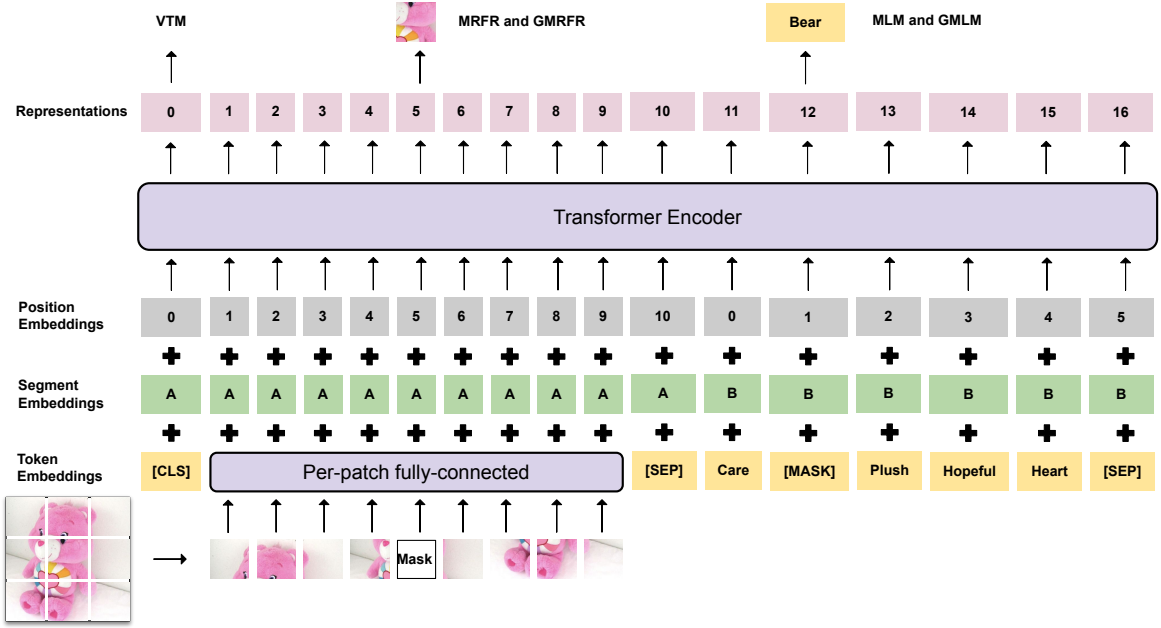 VTM MRFR and GMRFR Bear MLM and GMLM
Representations 0 1 2 3 4 5 6 7 8 9 10 11 12 13 14 15 16
Transformer Encoder
Position
Embeddings 0 1 2 3 4 5 6 7 8 9 10 0 1 2 3 4 5
Segment
Embeddings A A A A A A A A A A A B B B B B B
Token
Embeddings [CLS] Per-patch fully-connected [SEP] Care [MASK] Plush Hopeful Heart [SEP]
Mask